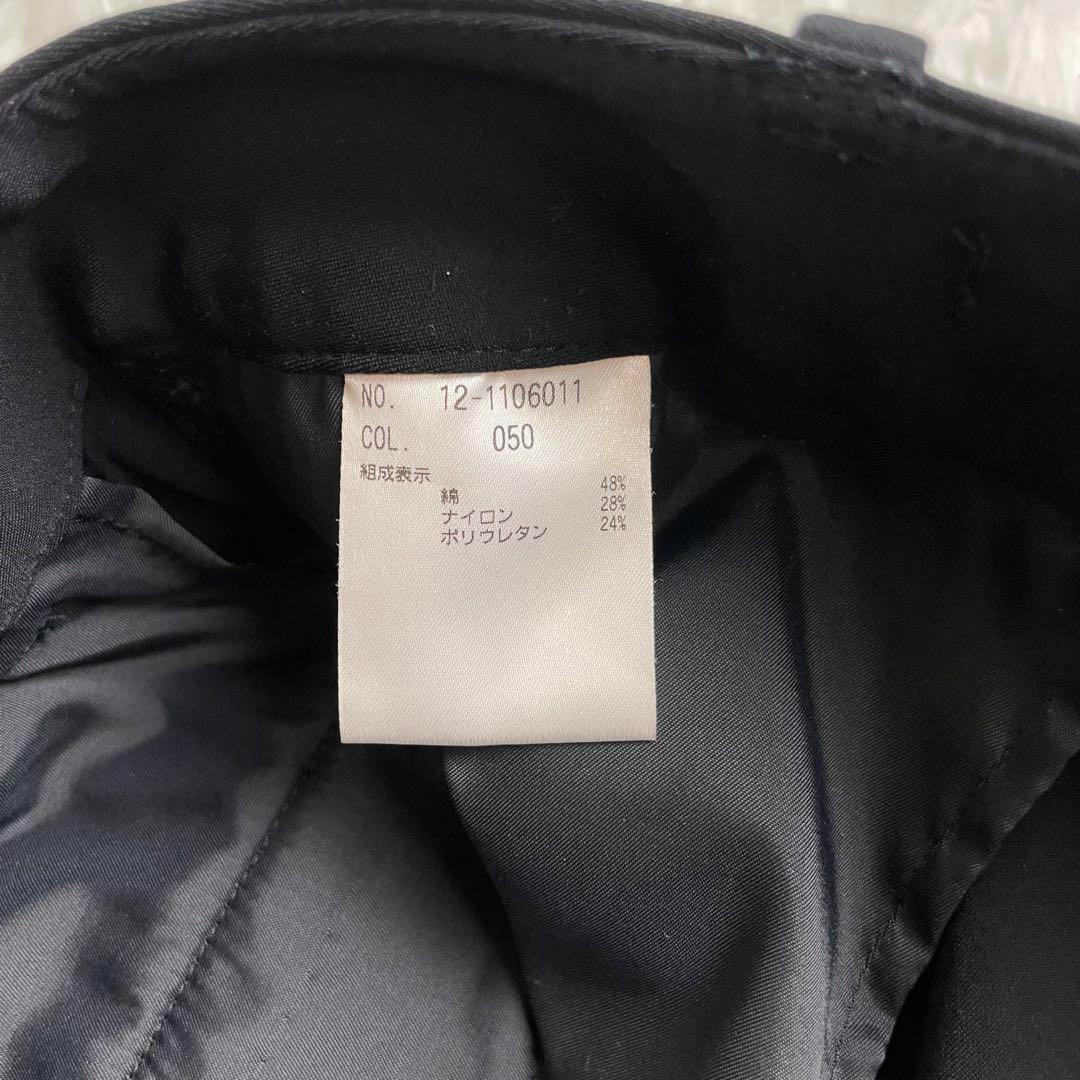 NO. 12-1106011
COL. 050
組成表示
綿 48%
ナイロン 28%
ポリウレタン 24%